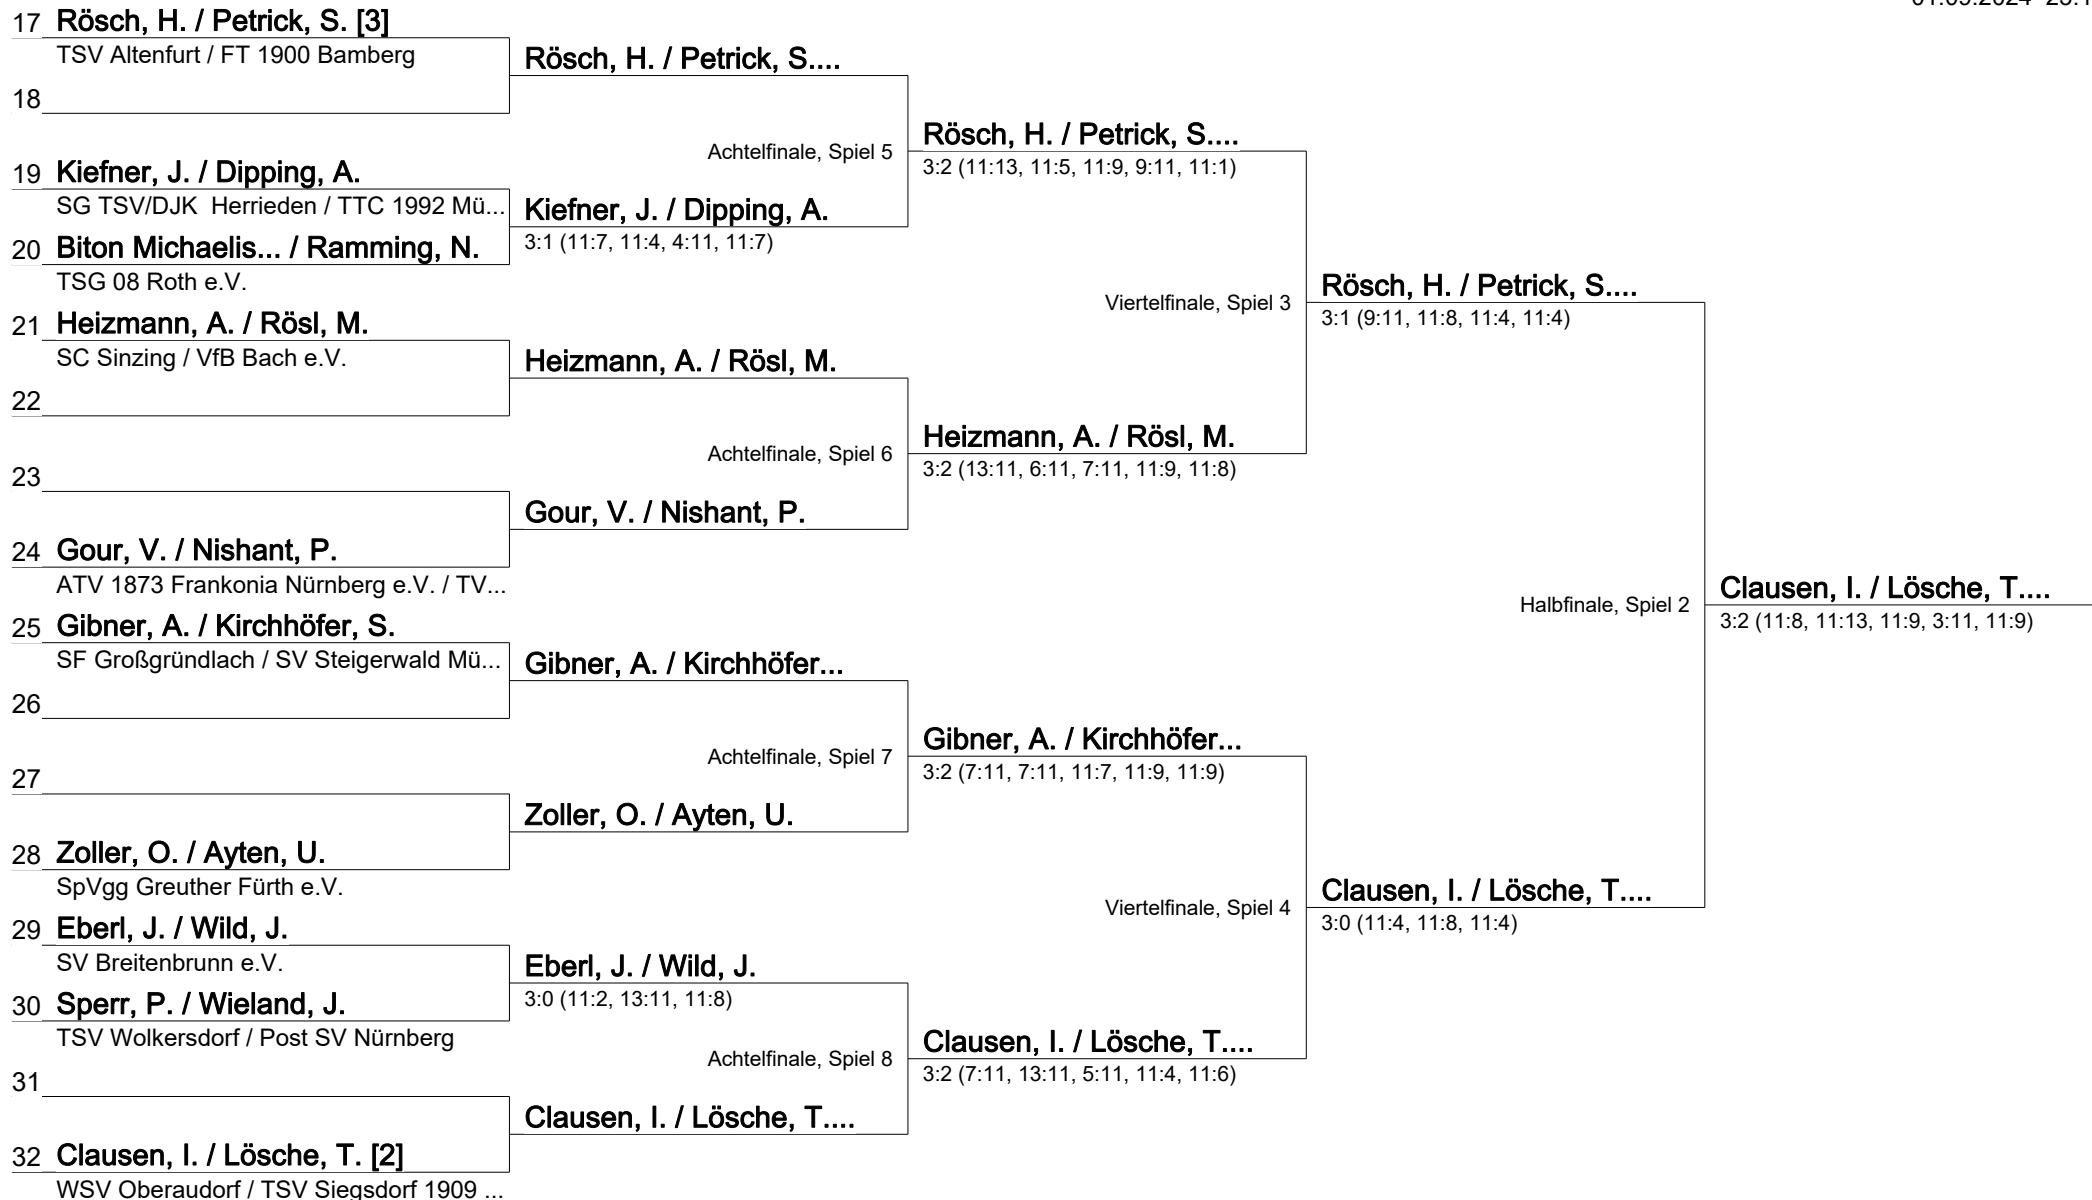 17 Rösch, H. / Petrick, S. [3]
TSV Altenfurt / FT 1900 Bamberg
Rösch, H. / Petrick, S....
18
Achtelfinale, Spiel 5
Rösch, H. / Petrick, S....
3:2 (11:13, 11:5, 11:9, 9:11, 11:1)
19 Kiefner, J. / Dipping, A.
SG TSV/DJK Herrieden / TTC 1992 Mü...
Kiefner, J. / Dipping, A.
3:1 (11:7, 11:4, 4:11, 11:7)
20 Biton Michaelis... / Ramming, N.
TSG 08 Roth e.V.
Viertelfinale, Spiel 3
Rösch, H. / Petrick, S....
3:1 (9:11, 11:8, 11:4, 11:4)
21 Heizmann, A. / Rösl, M.
SC Sinzing / VfB Bach e.V.
Heizmann, A. / Rösl, M.
22
Achtelfinale, Spiel 6
Heizmann, A. / Rösl, M.
3:2 (13:11, 6:11, 7:11, 11:9, 11:8)
23
Gour, V. / Nishant, P.
24 Gour, V. / Nishant, P.
ATV 1873 Frankonia Nürnberg e.V. / TV...
Halbfinale, Spiel 2
Clausen, I. / Lösche, T....
3:2 (11:8, 11:13, 11:9, 3:11, 11:9)
25 Gibner, A. / Kirchhöfer, S.
SF Großgründlach / SV Steigerwald Mü...
Gibner, A. / Kirchhöfer...
26
Achtelfinale, Spiel 7
Gibner, A. / Kirchhöfer...
3:2 (7:11, 7:11, 11:7, 11:9, 11:9)
27
Zoller, O. / Ayten, U.
28 Zoller, O. / Ayten, U.
SpVgg Greuther Fürth e.V.
Viertelfinale, Spiel 4
Clausen, I. / Lösche, T....
3:0 (11:4, 11:8, 11:4)
29 Eberl, J. / Wild, J.
SV Breitenbrunn e.V.
Eberl, J. / Wild, J.
3:0 (11:2, 13:11, 11:8)
30 Sperr, P. / Wieland, J.
TSV Wolkersdorf / Post SV Nürnberg
Achtelfinale, Spiel 8
Clausen, I. / Lösche, T....
3:2 (7:11, 13:11, 5:11, 11:4, 11:6)
31
Clausen, I. / Lösche, T....
32 Clausen, I. / Lösche, T. [2]
WSV Oberaudorf / TSV Siegsdorf 1909 ...